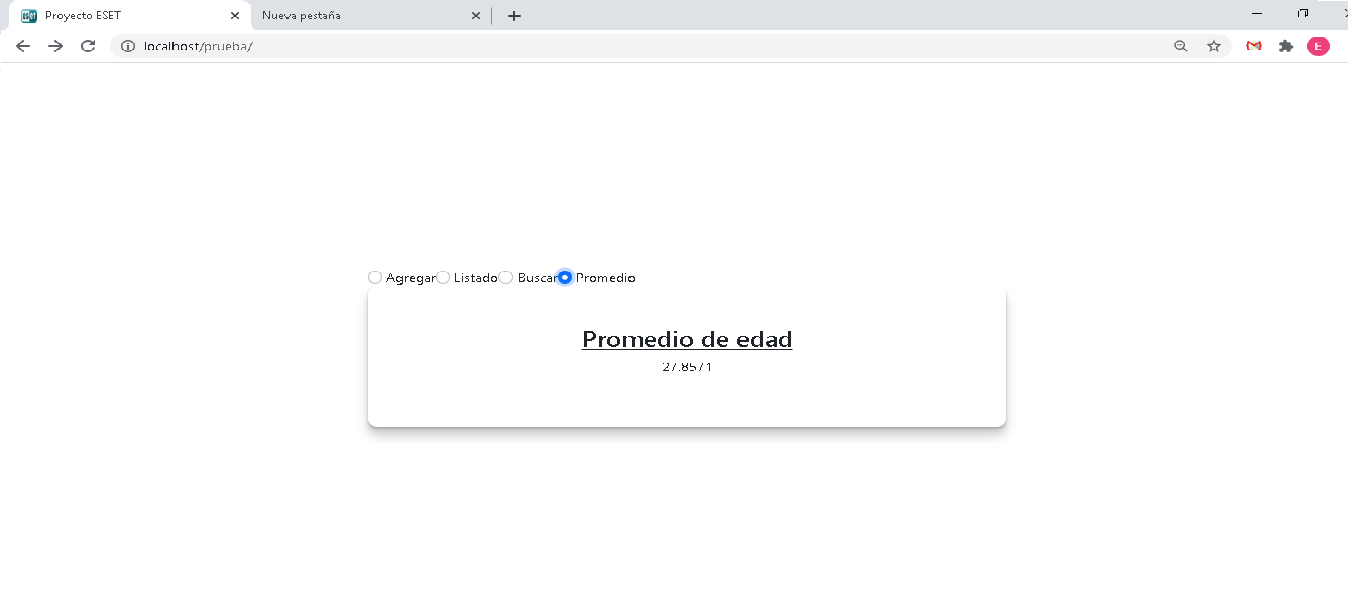 Proyecto ESET
Nueva pestaña
localhost/prueba/
E
Agregar Listado Buscar Promedio
Promedio de edad
27.8571